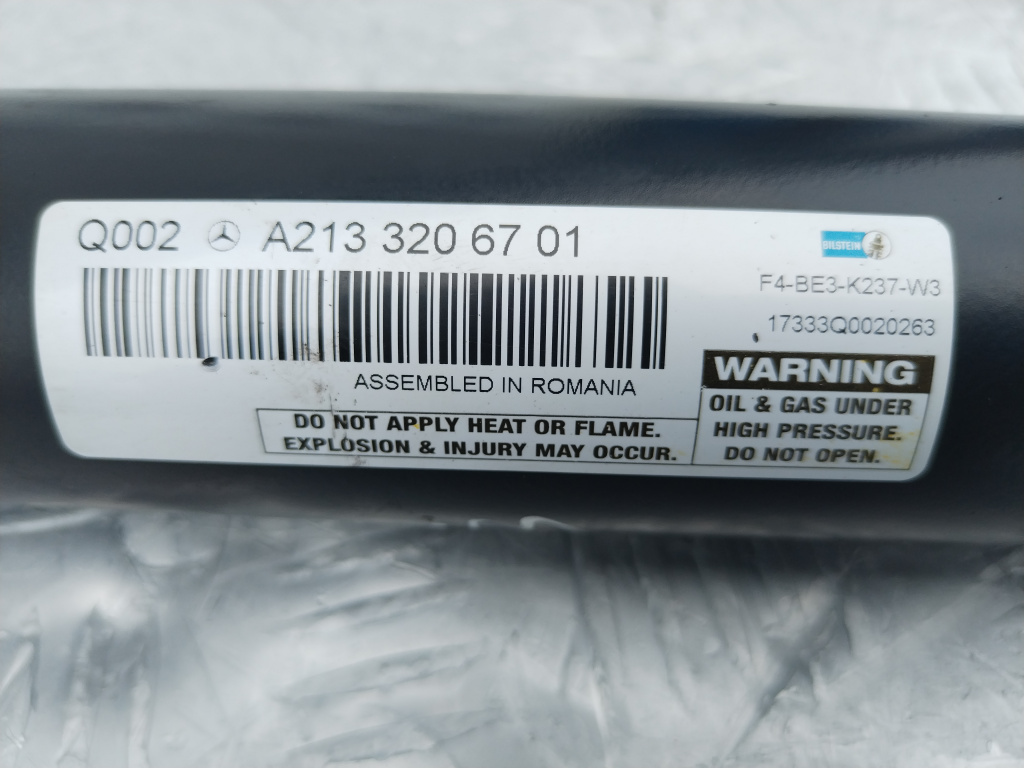 Q002 A213 320 67 01
BILSTEIN
F4-BE3-K237-W3
17333Q0020263
ASSEMBLED IN ROMANIA
WARNING
OIL & GAS UNDER
HIGH PRESSURE.
DO NOT OPEN.
DO NOT APPLY HEAT OR FLAME.
EXPLOSION & INJURY MAY OCCUR.